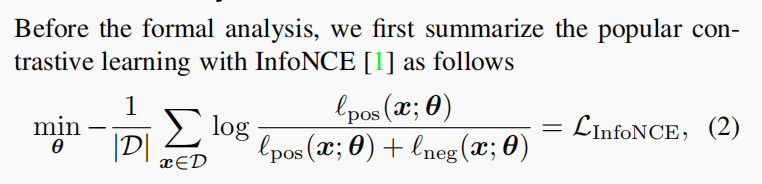 Before the formal analysis, we first summarize the popular con-
trastive learning with InfoNCE [1] as follows
$$\min_{\boldsymbol{\theta}} -\frac{1}{|\mathcal{D}|} \sum_{\boldsymbol{x} \in \mathcal{D}} \log \frac{\ell_{\text{pos}}(\boldsymbol{x}; \boldsymbol{\theta})}{\ell_{\text{pos}}(\boldsymbol{x}; \boldsymbol{\theta}) + \ell_{\text{neg}}(\boldsymbol{x}; \boldsymbol{\theta})} = \mathcal{L}_{\text{InfoNCE}}, \quad (2)$$